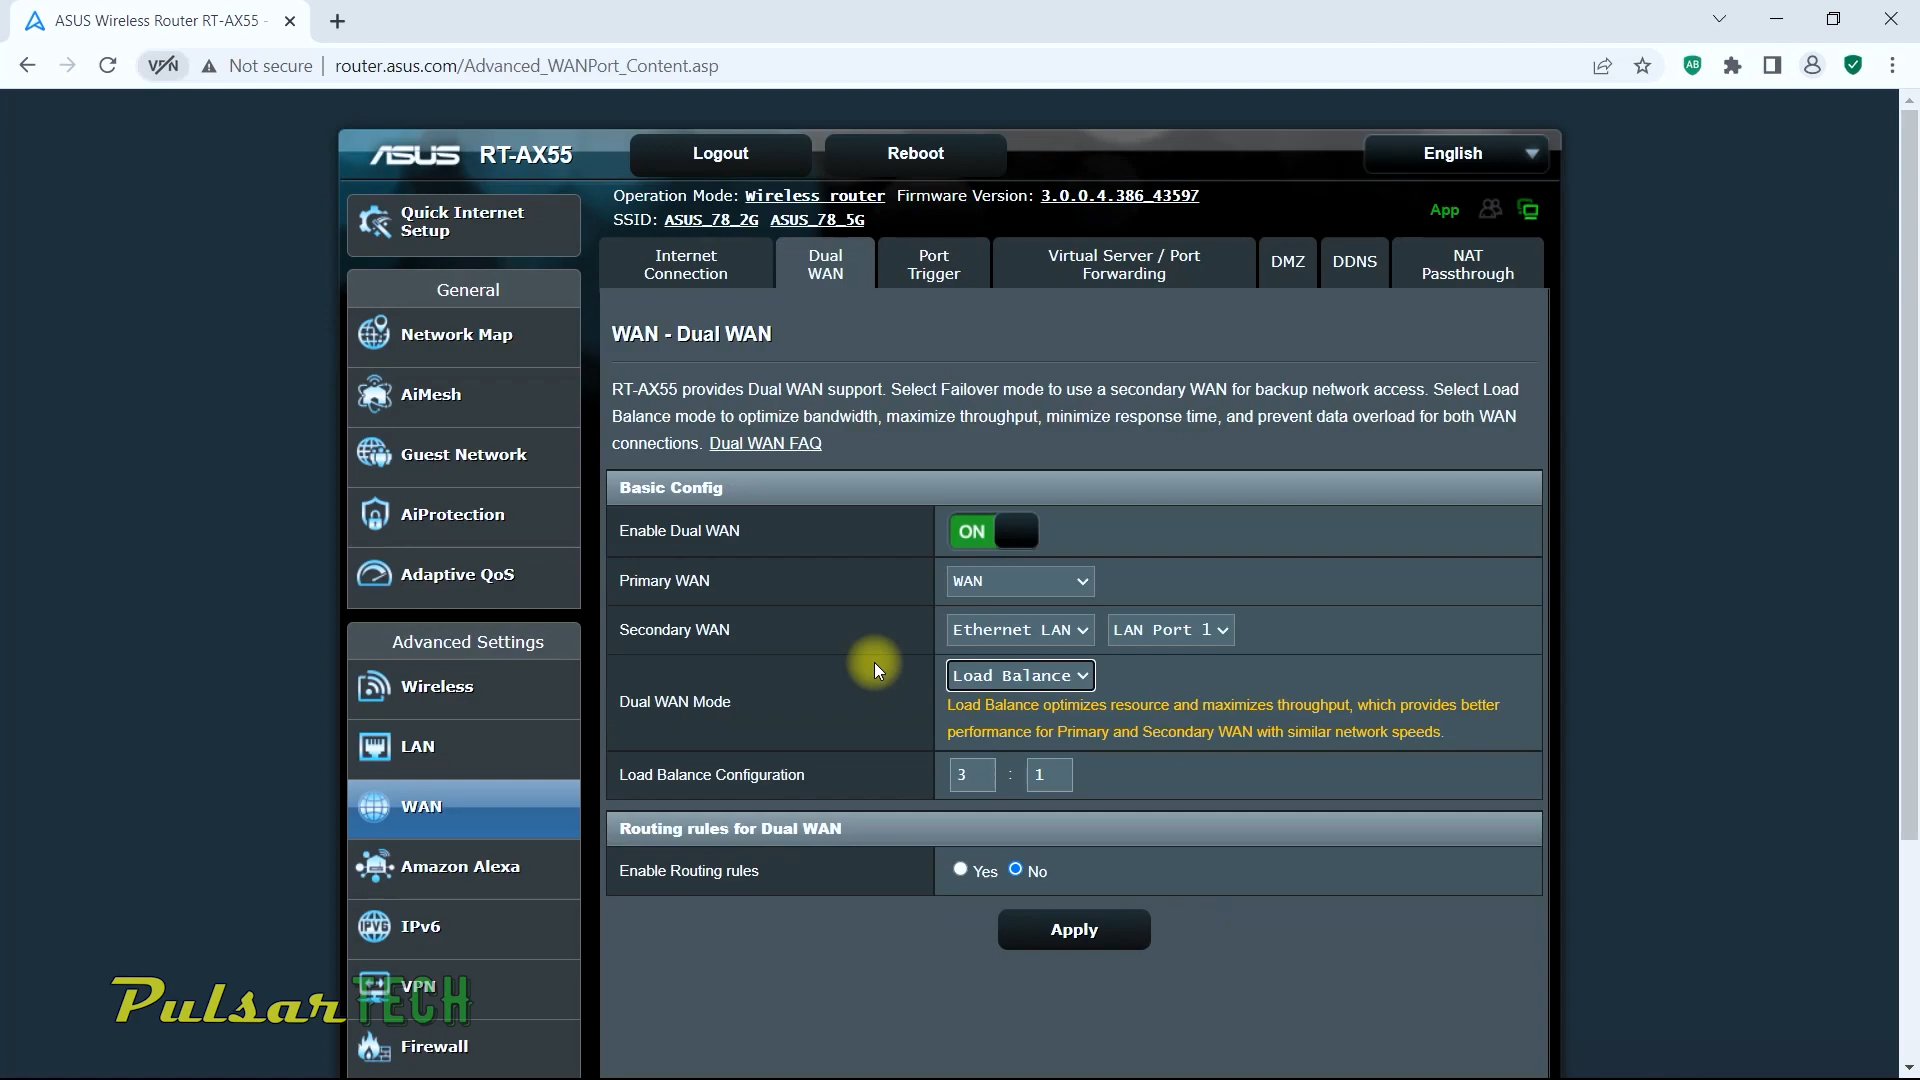 ASUS Wireless Router RT-AX55 -
VPN
Not secure
router.asus.com/Advanced_WANPort_Content.asp
ASUS RT-AX55
Logout
Reboot
English
Quick Internet
Setup
Operation Mode: Wireless router Firmware Version: 3.0.0.4.386_43597
SSID: ASUS_78_2G ASUS_78_5G
App
Internet
Connection
Dual
WAN
Port
Trigger
Virtual Server / Port
Forwarding
DMZ
DDNS
NAT
Passthrough
General
Network Map
AiMesh
Guest Network
AiProtection
Adaptive QoS
Advanced Settings
Wireless
LAN
WAN
Amazon Alexa
IPv6
VPN
Firewall
WAN - Dual WAN
RT-AX55 provides Dual WAN support. Select Failover mode to use a secondary WAN for backup network access. Select Load
Balance mode to optimize bandwidth, maximize throughput, minimize response time, and prevent data overload for both WAN
connections. Dual WAN FAQ
Basic Config
Enable Dual WAN
ON
Primary WAN
WAN
Secondary WAN
Ethernet LAN
LAN Port 1
Dual WAN Mode
Load Balance
Load Balance optimizes resource and maximizes throughput, which provides better
performance for Primary and Secondary WAN with similar network speeds.
Load Balance Configuration
3 : 1
Routing rules for Dual WAN
Enable Routing rules
Yes No
Apply
PulsarTECH